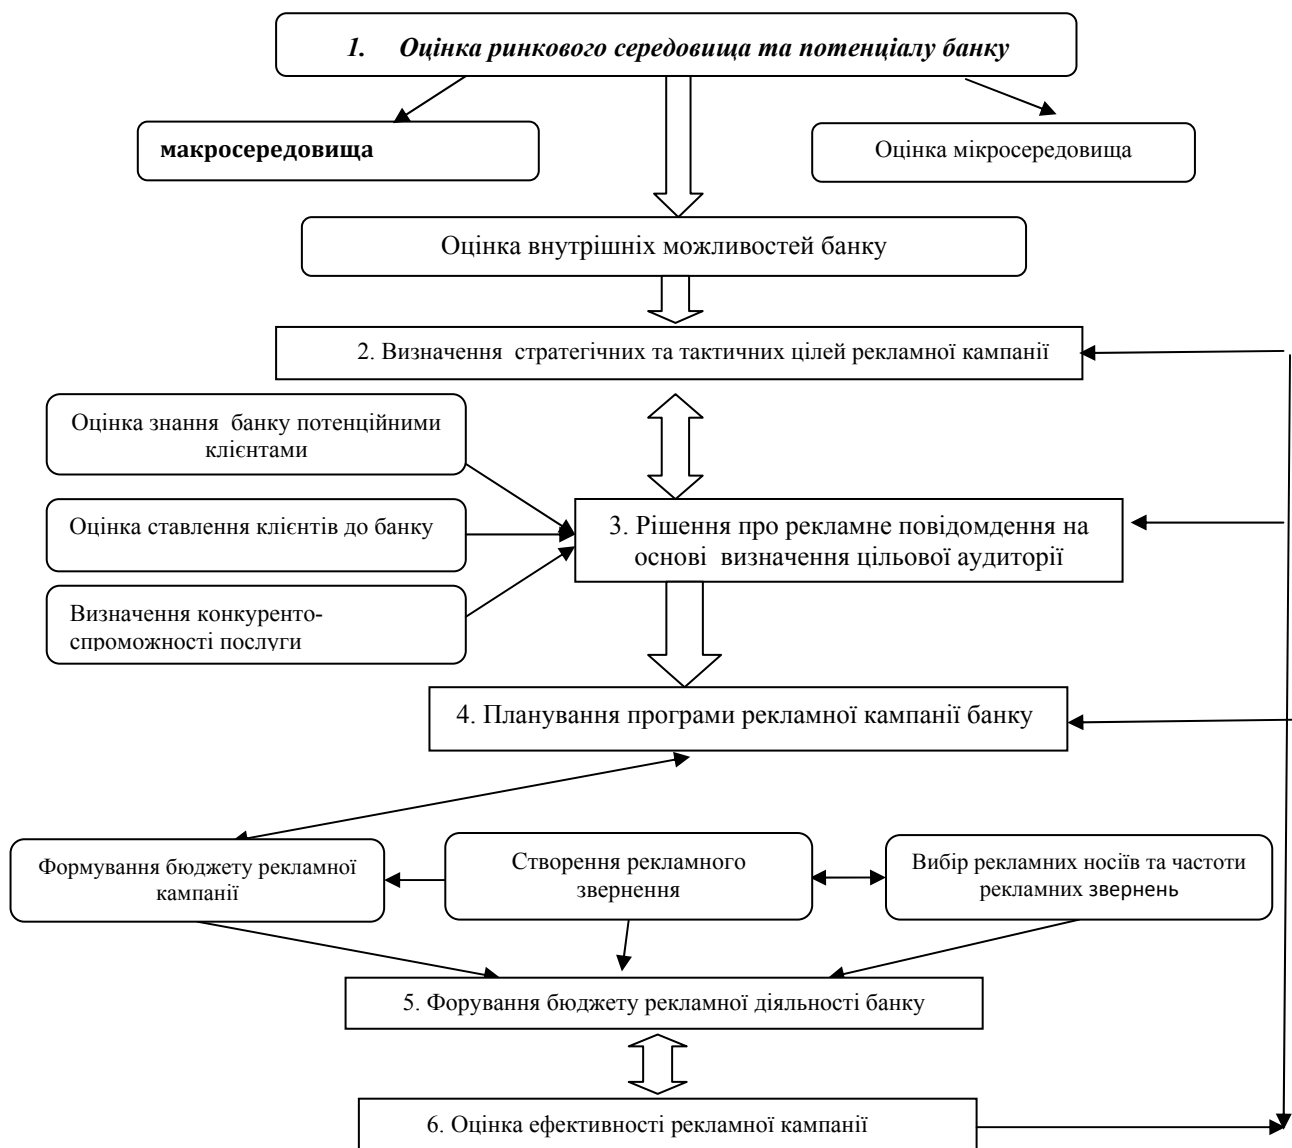 1. Оцінка ринкового середовища та потенціалу банку
макросередовища
Оцінка мікросередовища
Оцінка внутрішніх можливостей банку
2. Визначення стратегічних та тактичних цілей рекламної кампанії
Оцінка знання банку потенційними
клієнтами
Оцінка ставлення клієнтів до банку
Визначення конкуренто-
спроможності послуги
3. Рішення про рекламне повідомдення на
основі визначення цільової аудиторії
4. Планування програми рекламної кампанії банку
Формування бюджету рекламної
кампанії
Створення рекламного
звернення
Вибір рекламних носіїв та частоти
рекламних звернень
5. Форування бюджету рекламної діяльності банку
6. Оцінка ефективності рекламної кампанії